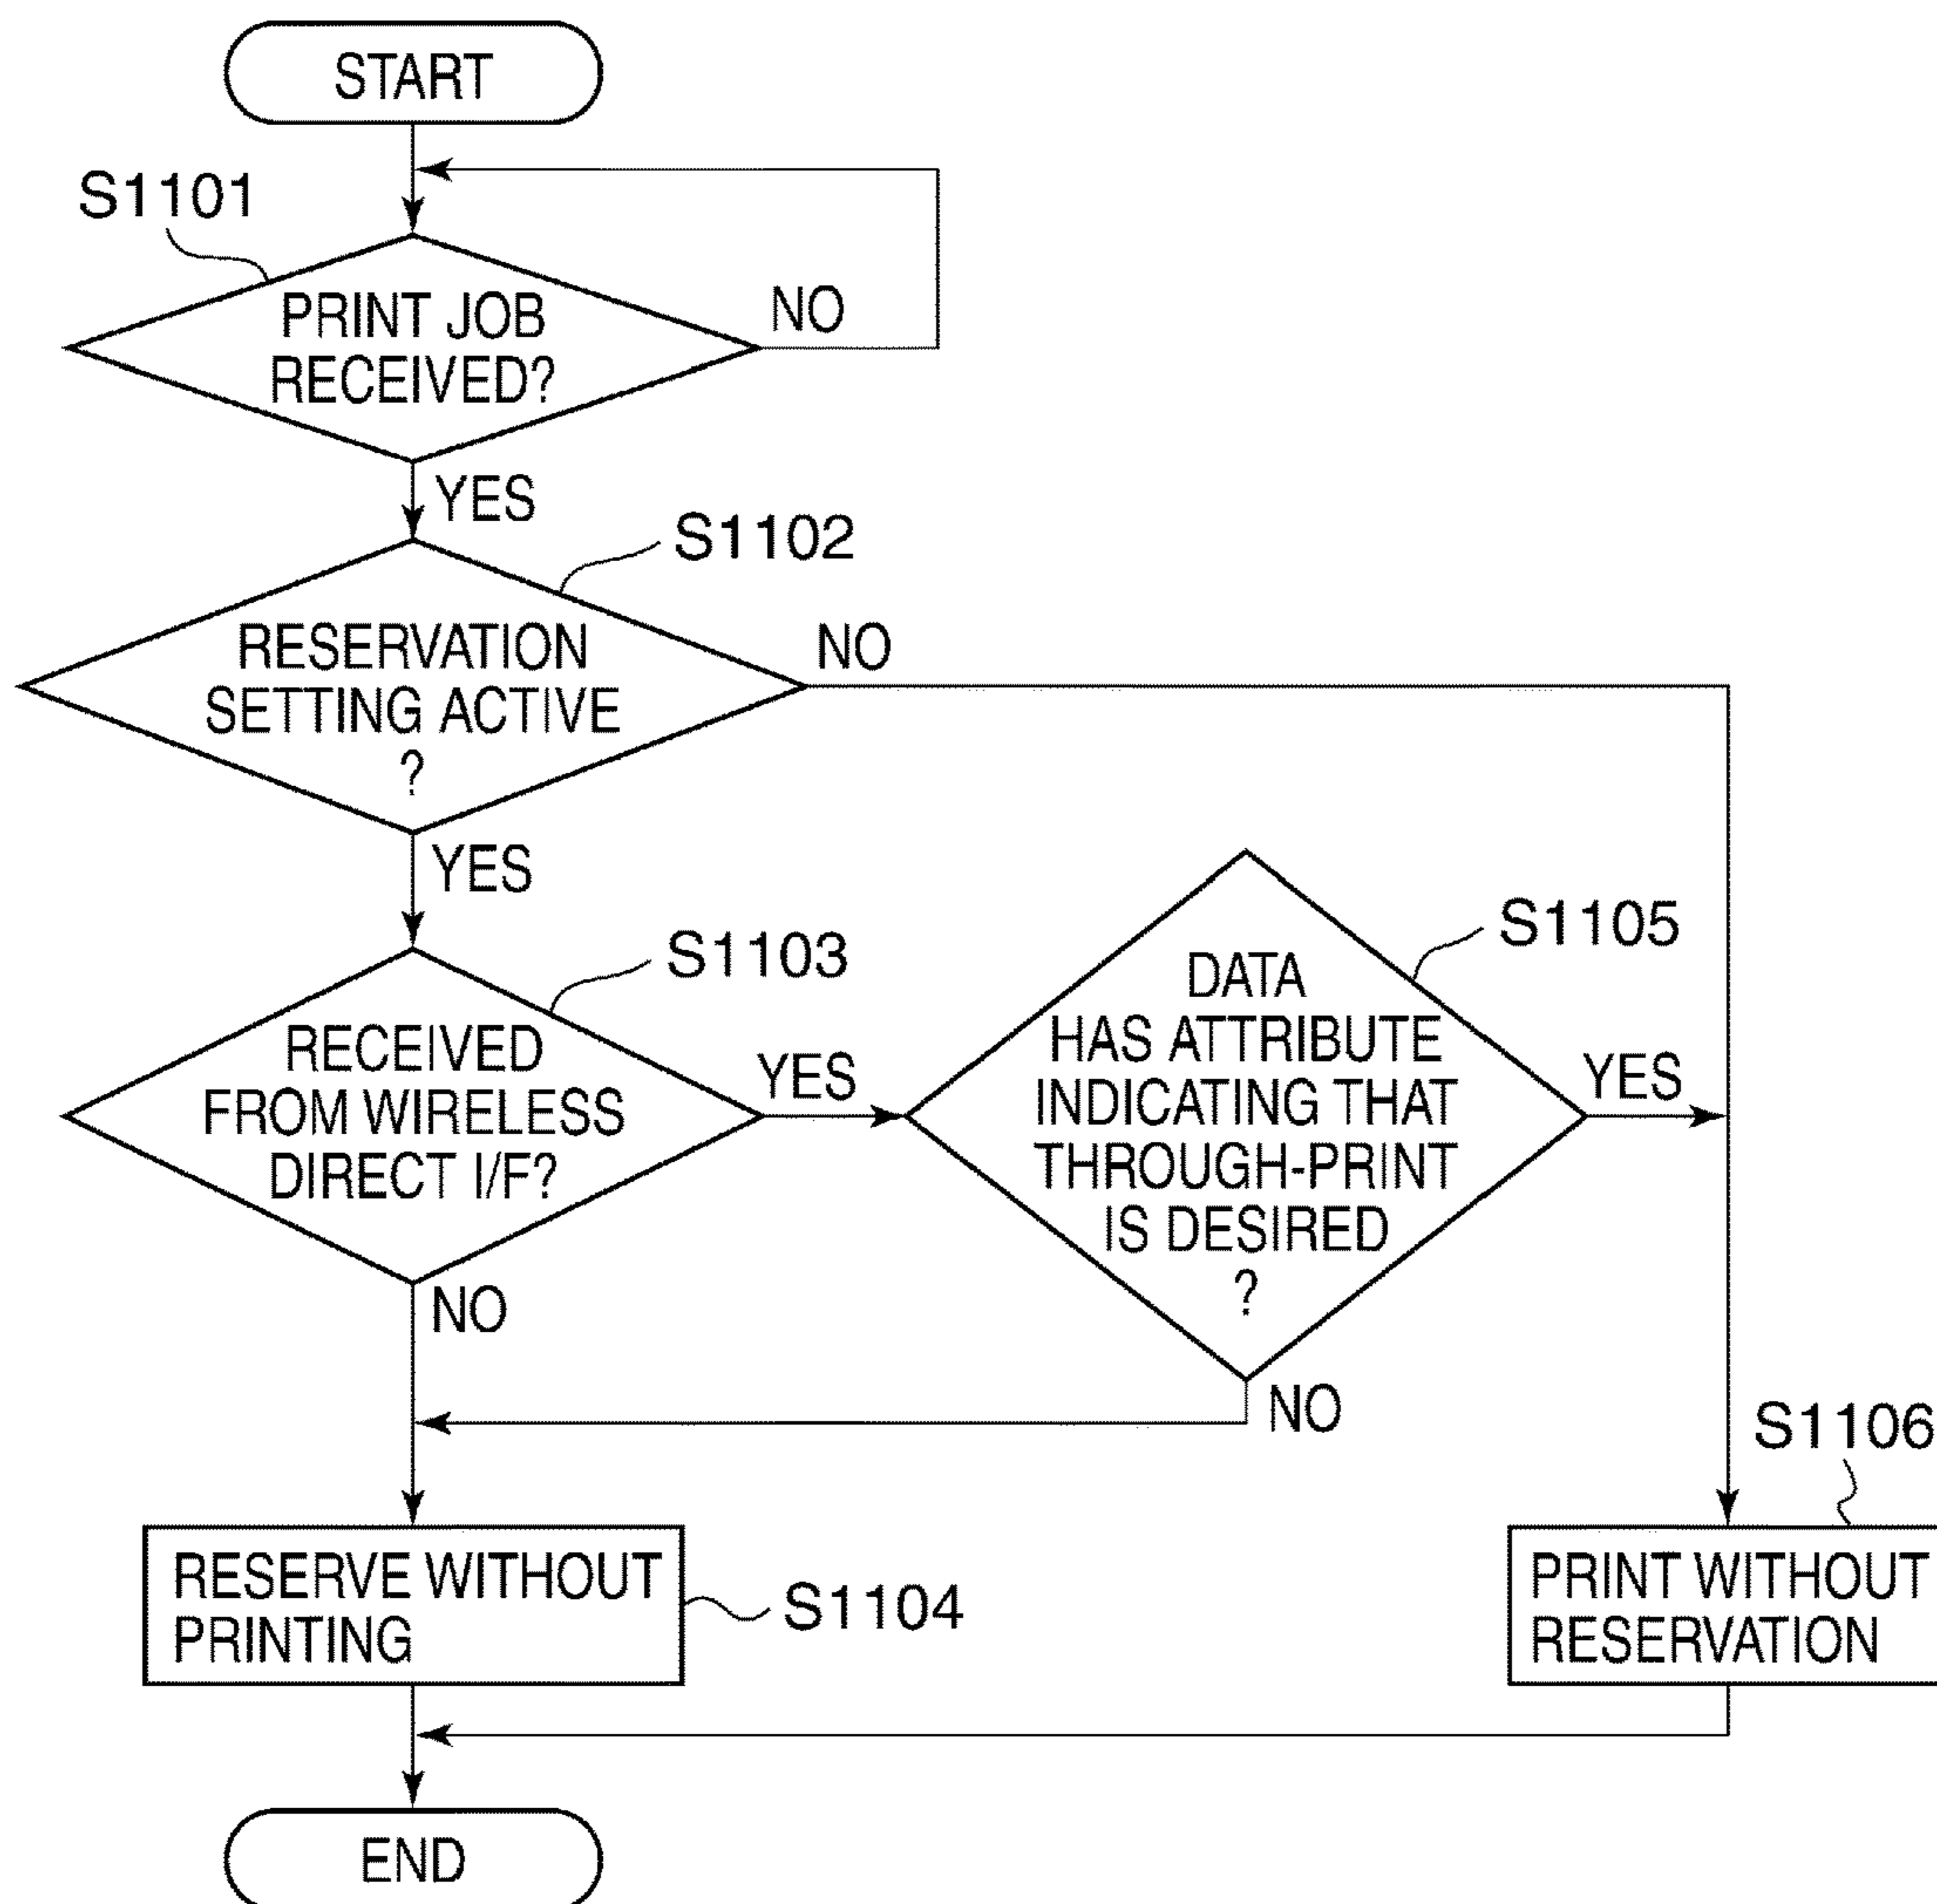 START
S1101
PRINT JOB
RECEIVED?
NO
YES
S1102
RESERVATION
SETTING ACTIVE
?
NO
YES
S1103
RECEIVED
FROM WIRELESS
DIRECT I/F?
YES
NO
S1105
DATA
HAS ATTRIBUTE
INDICATING THAT
THROUGH-PRINT
IS DESIRED
?
YES
NO
S1106
RESERVE WITHOUT
PRINTING
S1104
PRINT WITHOUT
RESERVATION
END